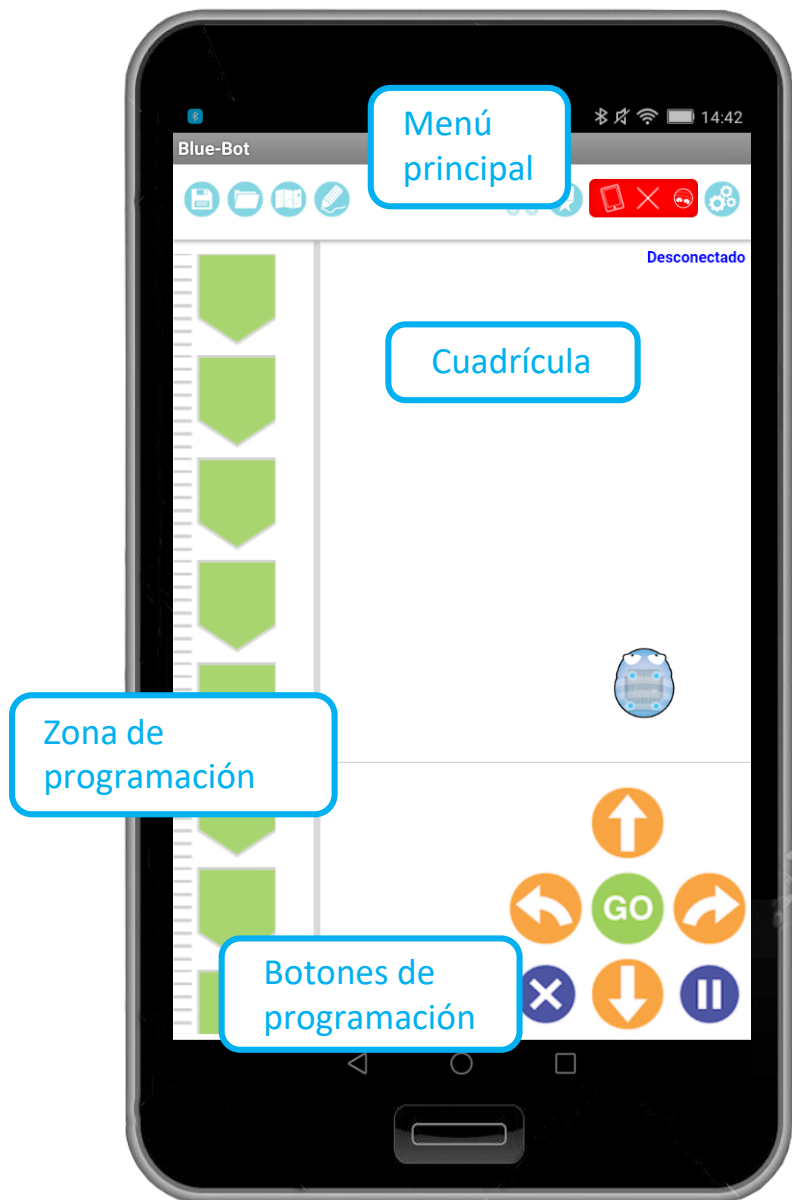 14:42
Blue-Bot
Menú
principal
Desconectado
Cuadrícula
Zona de
programación
GO
Botones de
programación